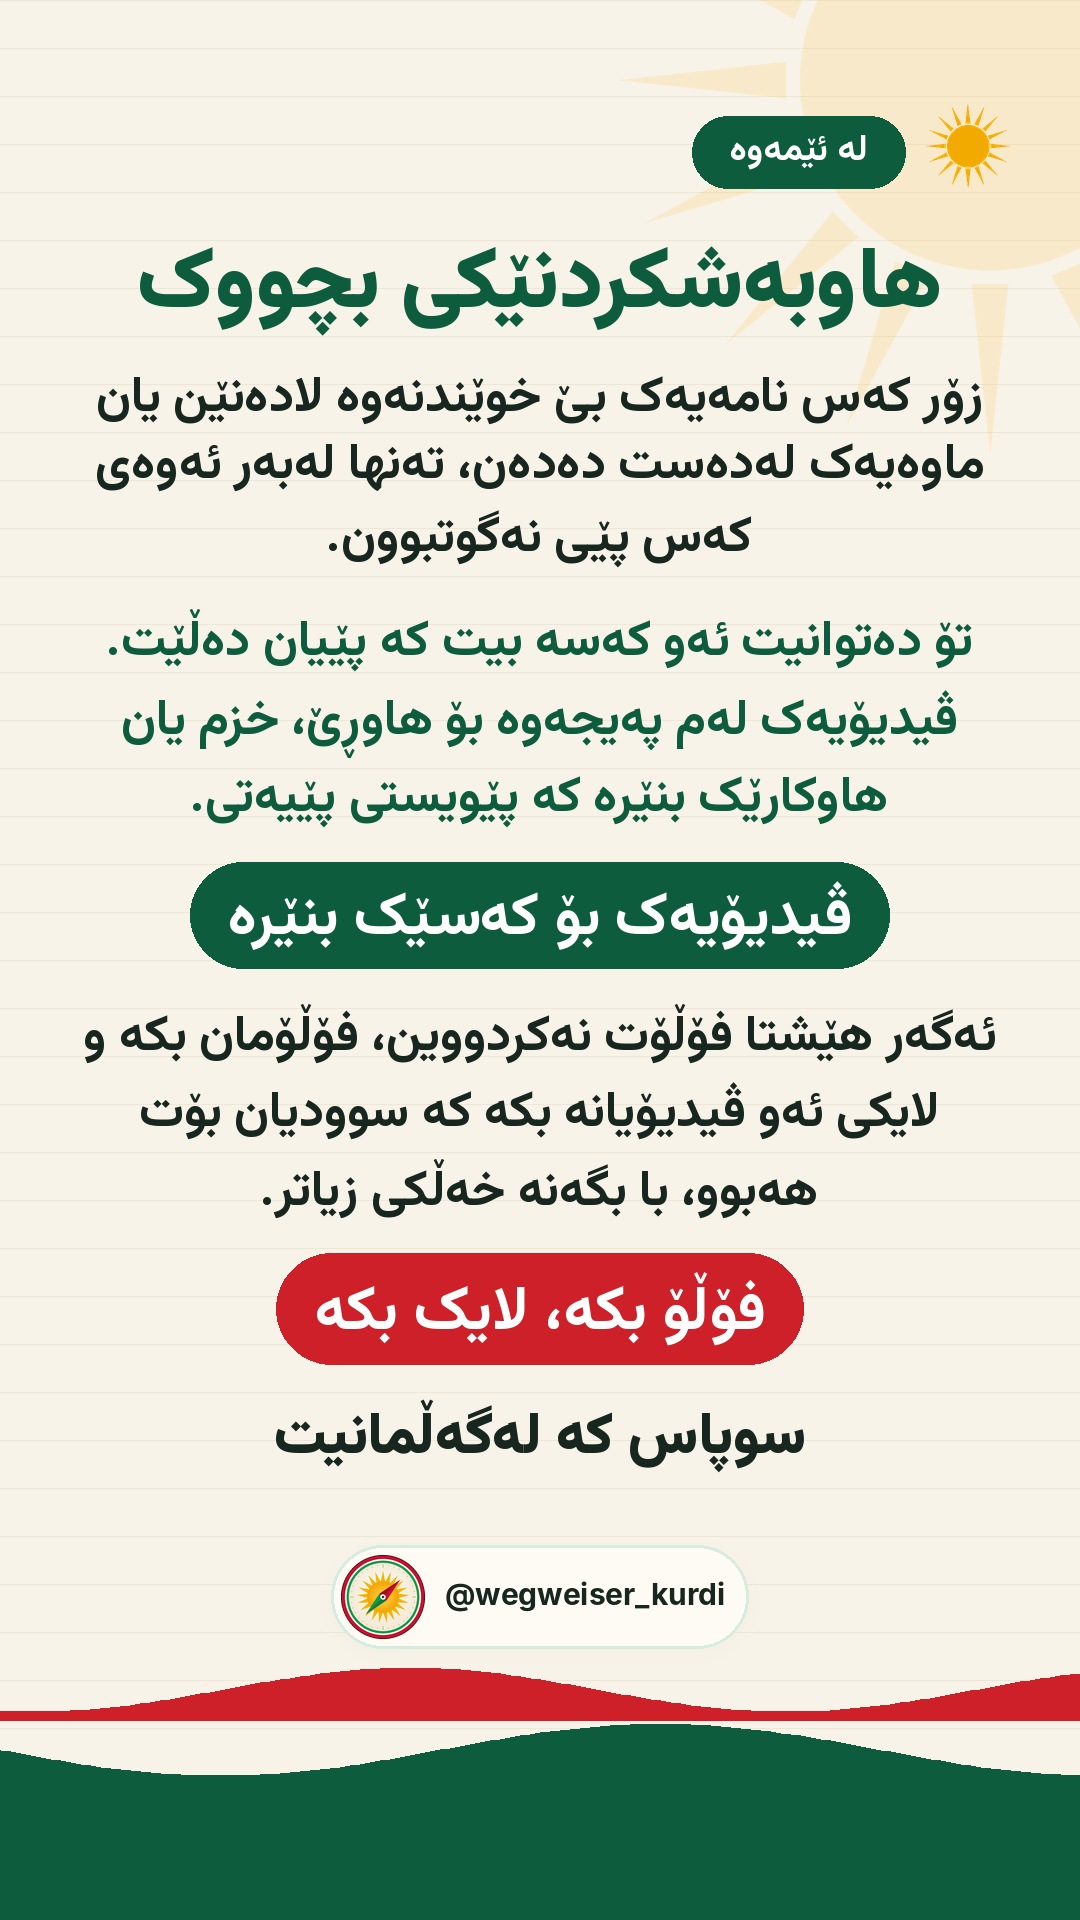 لە ئێمەوە
هاوبەشکردنێکی بچووک
زۆر کەس نامەیەک بێ خوێندنەوە لادەنێن یان
ماوەیەک لەدەست دەدەن، تەنها لەبەر ئەوەی
کەس پێی نەگوتبوون.
تۆ دەتوانیت ئەو کەسە بیت کە پێیان دەڵێت.
ڤیدیۆیەک لەم پەیجەوە بۆ هاوڕێ، خزم یان
هاوکارێک بنێرە کە پێویستی پێیەتی.
ڤیدیۆیەک بۆ کەسێک بنێرە
ئەگەر هێشتا فۆڵۆت نەکردووین، فۆڵۆمان بکە و
لایکی ئەو ڤیدیۆیانە بکە کە سوودیان بۆت
هەبوو، با بگەنە خەڵکی زیاتر.
فۆڵۆ بکە، لایک بکە
سوپاس کە لەگەڵمانیت
@wegweiser_kurdi